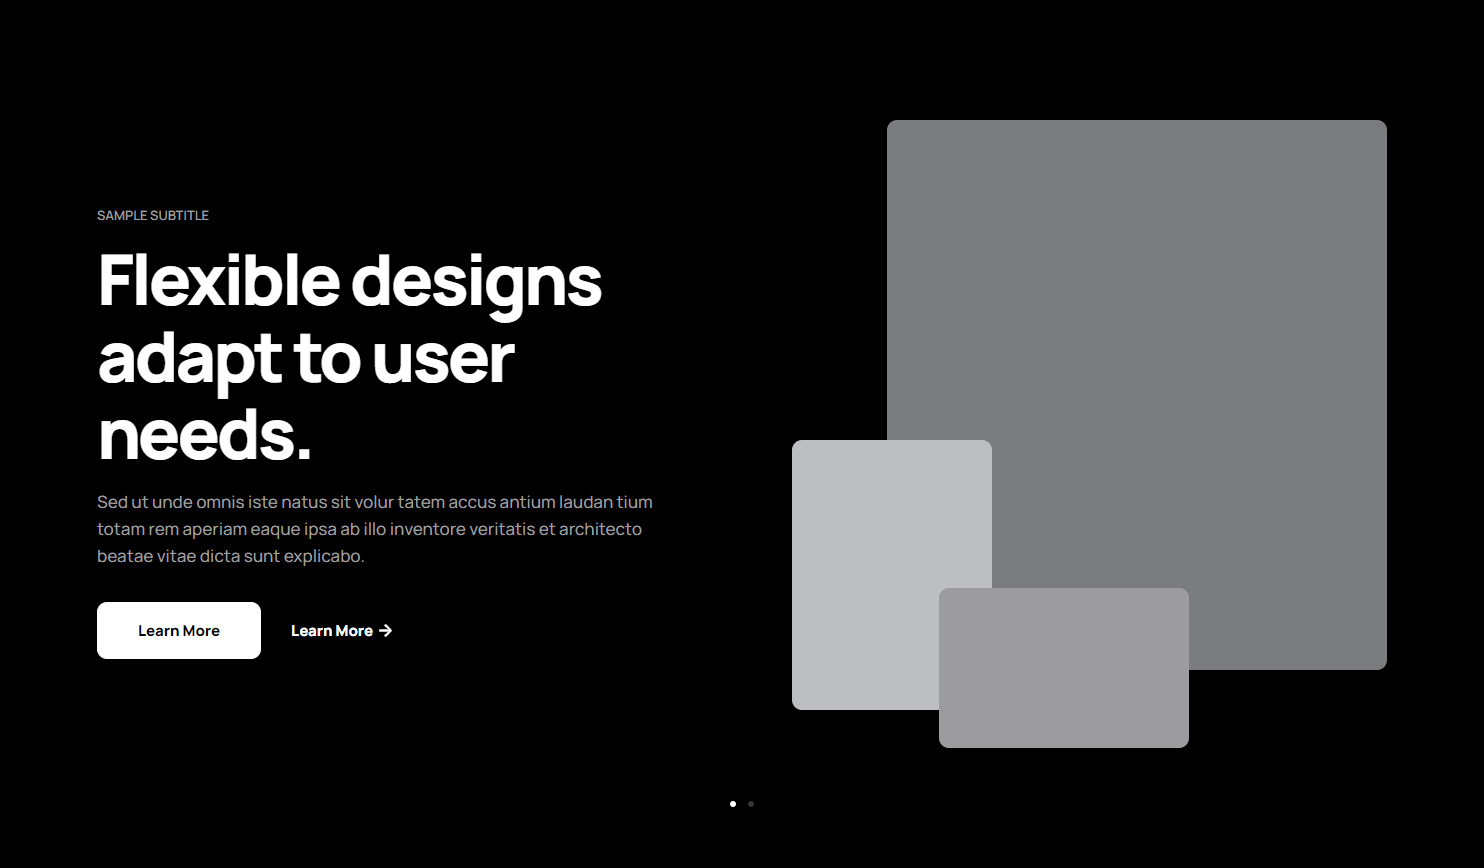 SAMPLE SUBTITLE
Flexible designs
adapt to user
needs.
Sed ut unde omnis iste natus sit volur tatem accus antium laudan tium
totam rem aperiam eaque ipsa ab illo inventore veritatis et architecto
beatae vitae dicta sunt explicabo.
Learn More
Learn More →